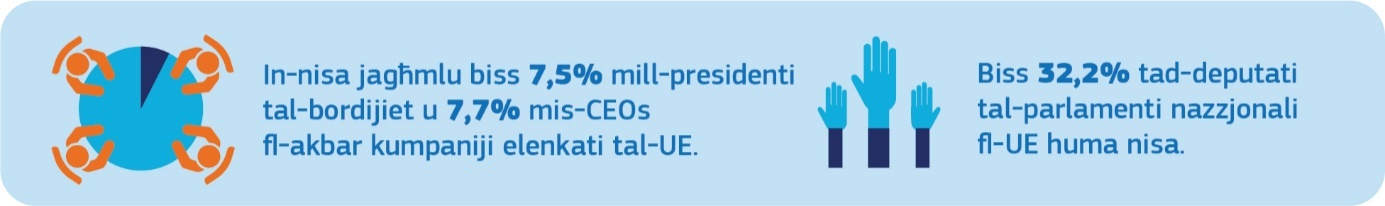 In-nisa jagħmlu biss 7,5% mill-presidenti
tal-bordijiet u 7,7% mis-CEOs
fl-akbar kumpaniji elenkati tal-UE.
Biss 32,2% tad-deputati
tal-parlamenti nazzjonali
fl-UE huma nisa.